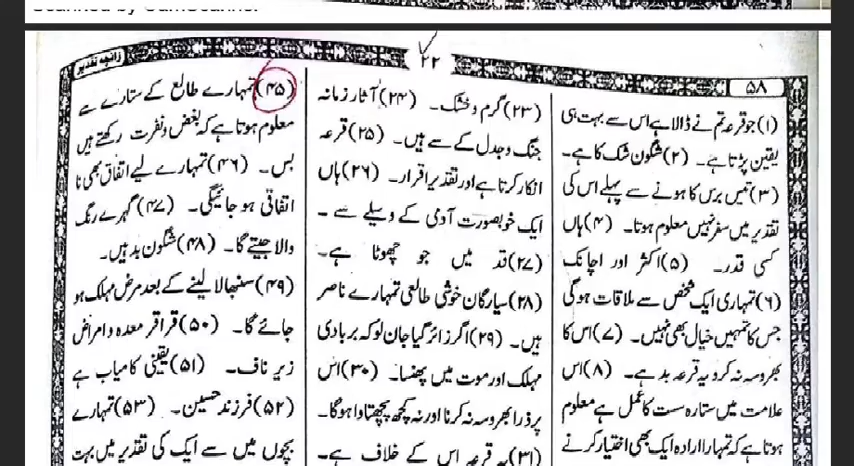 زائچہ تقدیر
۲۲
۵۸
(۱) جو قرعہ تم نے ڈالا ہے اس سے بہت ہی
یقین پڑتا ہے۔ (۲) شگون شک کا ہے۔
(۳) تیس برس کا ہونے سے پہلے اس کی
تقدیر میں سفر نہیں معلوم ہوتا۔ (۴) ہاں
کسی قدر۔ (۵) اکثر اور اچانک
(۶) تمہاری ایک شخص سے ملاقات ہوگی
جس کا تمہیں خیال بھی نہیں۔ (۷) اس کا
بھروسہ نہ کرو یہ قرعہ بد ہے۔ (۸) اس
علامت میں ستارہ سست کا عمل ہے معلوم
ہوتا ہے کہ تمہارا ارادہ ایک بھی اختیار کرنے
(۲۳) گرم و خشک۔ (۲۴) آثار زمانہ
جنگ و جدل کے سے ہیں۔ (۲۵) قرعہ
انکار کرتا ہے اور تقدیر اقرار۔ (۲۶) ہاں
ایک خوبصورت آدمی کے وسیلے سے۔
(۲۷) قد میں جو چھوٹا ہے۔
(۲۸) سیارگان خوشی طالعی تمہارے ناصر
ہیں۔ (۲۹) اگر زائر گیا جان لو کہ بربادی
مہلک اور موت میں پھنسا۔ (۳۰) اس
پر ذرا بھروسہ نہ کرنا اور نہ کچھ پچھتاوا ہوگا۔
(۳۱) یہ قرعہ اس کے خلاف ہے۔
(۴۵) تمہارے طالع کے ستارے سے
معلوم ہوتا ہے کہ بغض و نفرت رکھتے ہیں
بس۔ (۴۶) تمہارے لیے اتفاق بھی نا
اتفاقی ہو جائیگی۔ (۴۷) گہرے رنگ
والا جیتے گا۔ (۴۸) شگون بد ہیں۔
(۴۹) سنبھالا لینے کے بعد مرض مہلک ہو
جائے گا۔ (۵۰) قراقر معدہ و امراض
زیر ناف۔ (۵۱) یقینی کامیاب ہے
(۵۲) فرزند حسین۔ (۵۳) تمہارے
بچوں میں سے ایک کی تقدیر میں بہت